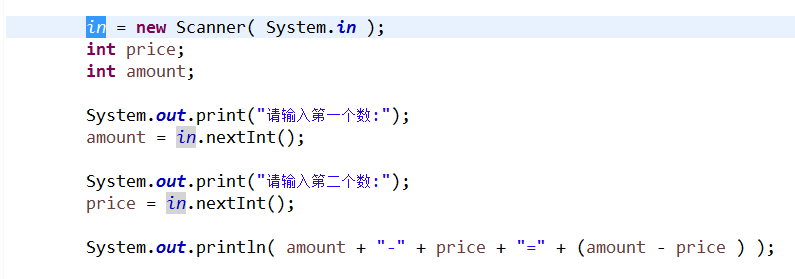 in = new Scanner( System.in );
int price;
int amount;
System.out.print("请输入第一个数:");
amount = in.nextInt();
System.out.print("请输入第二个数:");
price = in.nextInt();
System.out.println( amount + "-" + price + "=" + (amount - price ) );